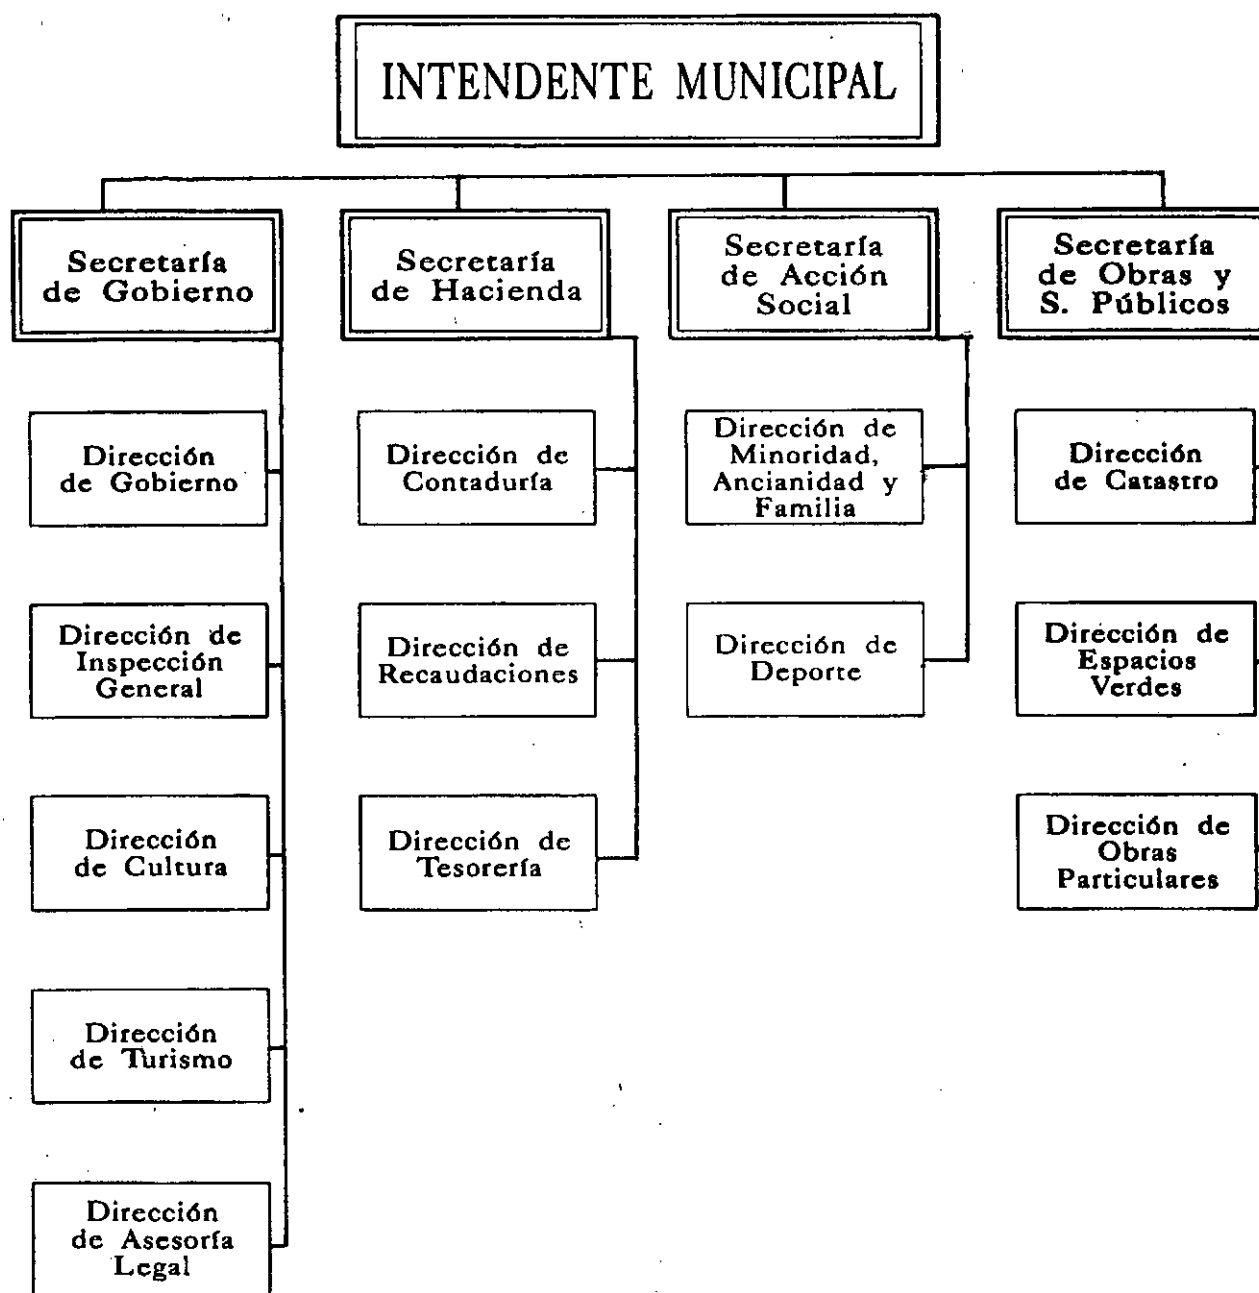 INTENDENTE MUNICIPAL
Secretaría
de Gobierno
Secretaría
de Hacienda
Secretaría
de Acción
Social
Secretaría
de Obras y
S. Públicos
Dirección
de Gobierno
Dirección de
Contaduría
Dirección de
Minoridad,
Ancianidad y
Familia
Dirección
de Catastro
Dirección de
Inspección
General
Dirección de
Recaudaciones
Dirección de
Deporte
Dirección de
Espacios
Verdes
Dirección
de Cultura
Dirección de
Tesorería
Dirección de
Obras
Particulares
Dirección
de Turismo
Dirección
de Asesoría
Legal